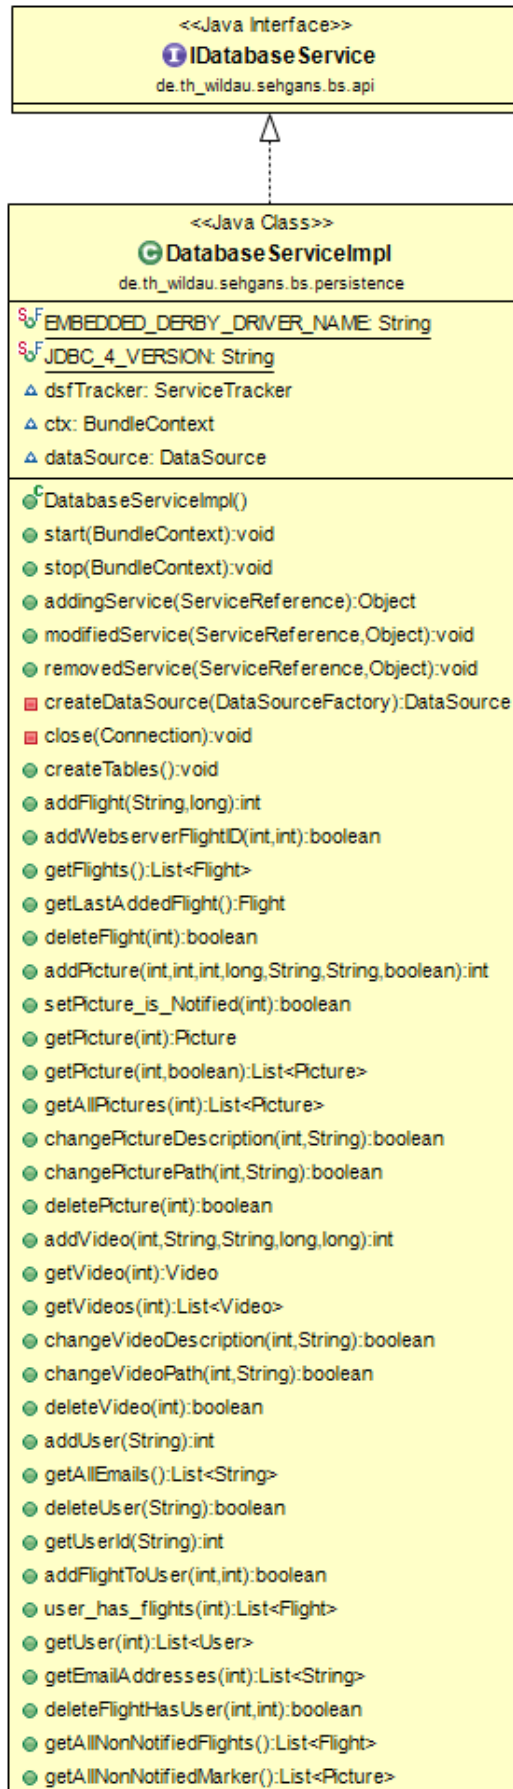 <<Java Interface>>
IDatabaseService
de.th_wildau.sehgans.bs.api
<<Java Class>>
DatabaseServiceImpl
de.th_wildau.sehgans.bs.persistence
EMBEDDED_DERBY_DRIVER_NAME: String
JDBC_4_VERSION: String
dsfTracker: ServiceTracker
ctx: BundleContext
dataSource: DataSource
DatabaseServiceImpl()
start(BundleContext):void
stop(BundleContext):void
addingService(ServiceReference):Object
modifiedService(ServiceReference,Object):void
removedService(ServiceReference,Object):void
createDataSource(DataSourceFactory):DataSource
close(Connection):void
createTables():void
addFlight(String,long):int
addWebserverFlightID(int,int):boolean
getFlights():List<Flight>
getLastAddedFlight():Flight
deleteFlight(int):boolean
addPicture(int,int,int,long,String,String,boolean):int
setPicture_is_Notified(int):boolean
getPicture(int):Picture
getPicture(int,boolean):List<Picture>
getAllPictures(int):List<Picture>
changePictureDescription(int,String):boolean
changePicturePath(int,String):boolean
deletePicture(int):boolean
addVideo(int,String,String,long,long):int
getVideo(int):Video
getVideos(int):List<Video>
changeVideoDescription(int,String):boolean
changeVideoPath(int,String):boolean
deleteVideo(int):boolean
addUser(String):int
getAllEmails():List<String>
deleteUser(String):boolean
getUserId(String):int
addFlightToUser(int,int):boolean
user_has_flights(int):List<Flight>
getUser(int):List<User>
getEmailAddresses(int):List<String>
deleteFlightHasUser(int,int):boolean
getAllNonNotifiedFlights():List<Flight>
getAllNonNotifiedMarker():List<Picture>